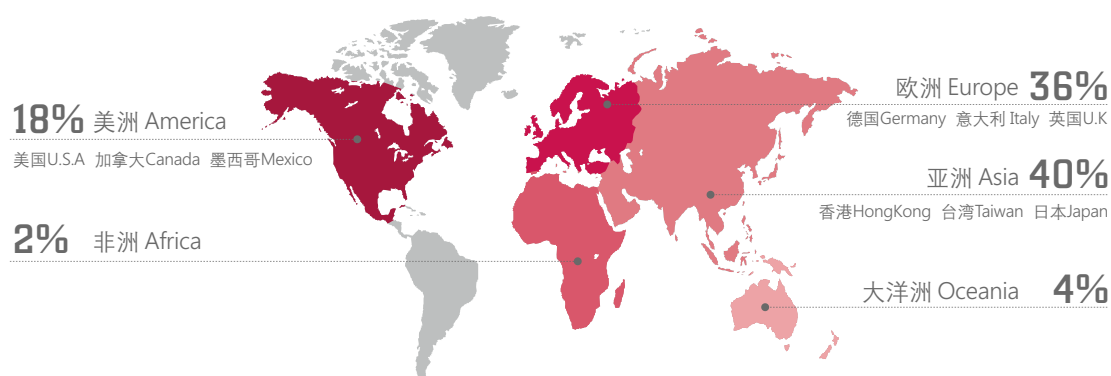 18% 美洲 America
美国U.S.A 加拿大Canada 墨西哥Mexico
2% 非洲 Africa
欧洲 Europe 36%
德国Germany 意大利 Italy 英国U.K
亚洲 Asia 40%
香港HongKong 台湾Taiwan 日本Japan
大洋洲 Oceania 4%